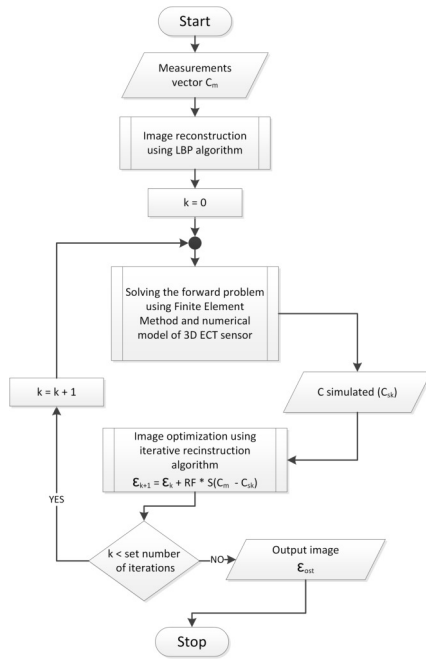 Start
Measurements
vector Cm
Image reconstruction
using LBP algorithm
k = 0
Solving the forward problem
using Finite Element
Method and numerical
model of 3D ECT sensor
k = k + 1
C simulated (Csk)
Image optimization using
iterative recinstruction
algorithm
εk+1 = εk + RF * S(Cm - Csk)
YES
k < set number
of iterations
NO
Output image
εost
Stop